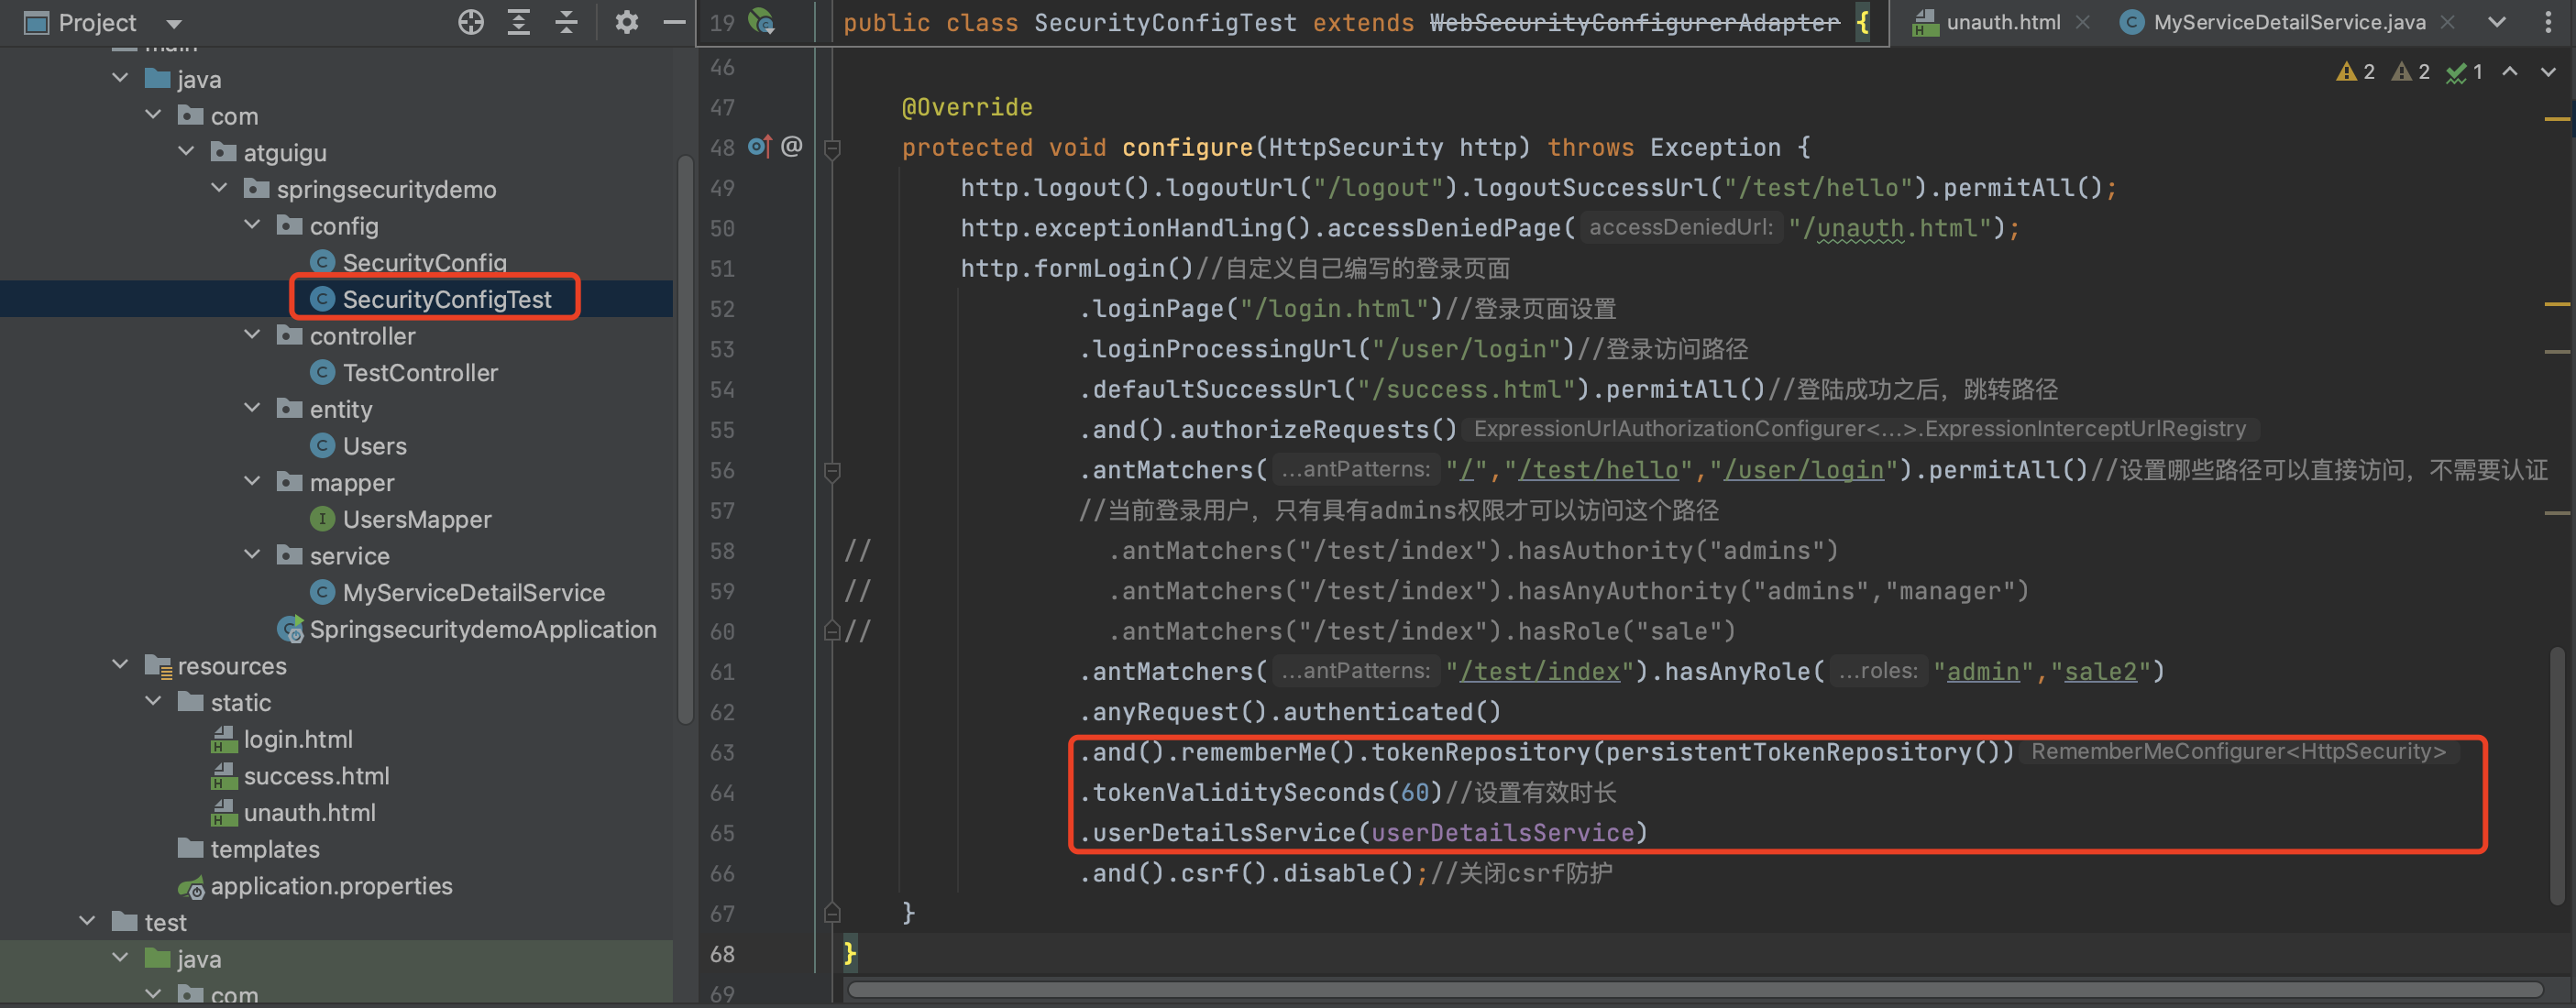 Project
main
java
com
atguigu
springsecuritydemo
config
SecurityConfig
SecurityConfigTest
controller
TestController
entity
Users
mapper
UsersMapper
service
MyServiceDetailService
SpringsecuritydemoApplication
resources
static
login.html
success.html
unauth.html
templates
application.properties
test
java
com
unauth.html
MyServiceDetailService.java
2 2 1
19 public class SecurityConfigTest extends WebSecurityConfigurerAdapter {
46
47 @Override
48 @ protected void configure(HttpSecurity http) throws Exception {
49 http.logout().logoutUrl("/logout").logoutSuccessUrl("/test/hello").permitAll();
50 http.exceptionHandling().accessDeniedPage( accessDeniedUrl: "/unauth.html");
51 http.formLogin()//自定义自己编写的登录页面
52 .loginPage("/login.html")//登录页面设置
53 .loginProcessingUrl("/user/login")//登录访问路径
54 .defaultSuccessUrl("/success.html").permitAll()//登陆成功之后，跳转路径
55 .and().authorizeRequests() ExpressionUrlAuthorizationConfigurer<...>.ExpressionInterceptUrlRegistry
56 .antMatchers( ...antPatterns: "/","/test/hello","/user/login").permitAll()//设置哪些路径可以直接访问，不需要认证
57 //当前登录用户，只有具有admins权限才可以访问这个路径
58 // .antMatchers("/test/index").hasAuthority("admins")
59 // .antMatchers("/test/index").hasAnyAuthority("admins","manager")
60 // .antMatchers("/test/index").hasRole("sale")
61 .antMatchers( ...antPatterns: "/test/index").hasAnyRole( ...roles: "admin","sale2")
62 .anyRequest().authenticated()
63 .and().rememberMe().tokenRepository(persistentTokenRepository()) RememberMeConfigurer<HttpSecurity>
64 .tokenValiditySeconds(60)//设置有效时长
65 .userDetailsService(userDetailsService)
66 .and().csrf().disable();//关闭csrf防护
67 }
68 }
69